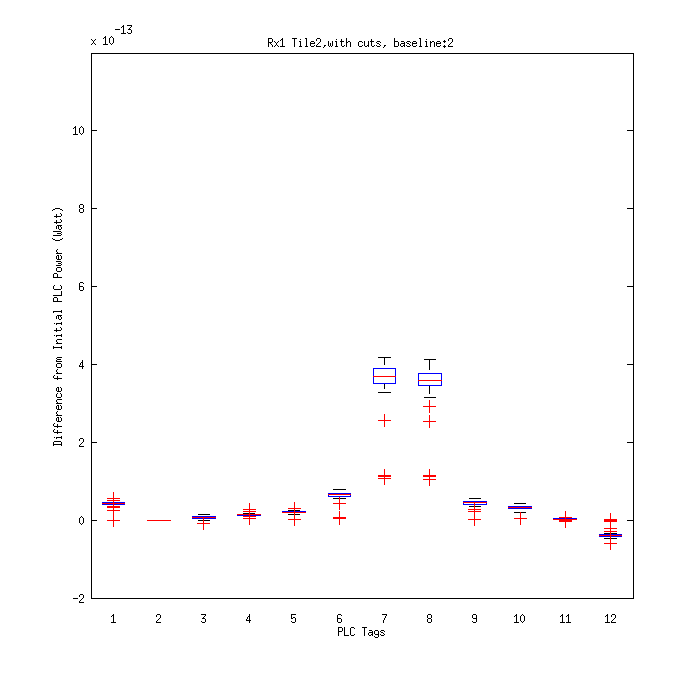 x 10^-13
Rx1 Tile2,with cuts, baseline:2
Difference from Initial PLC Power (Watt)
10
8
6
4
2
0
-2
1 2 3 4 5 6 7 8 9 10 11 12
PLC Tags